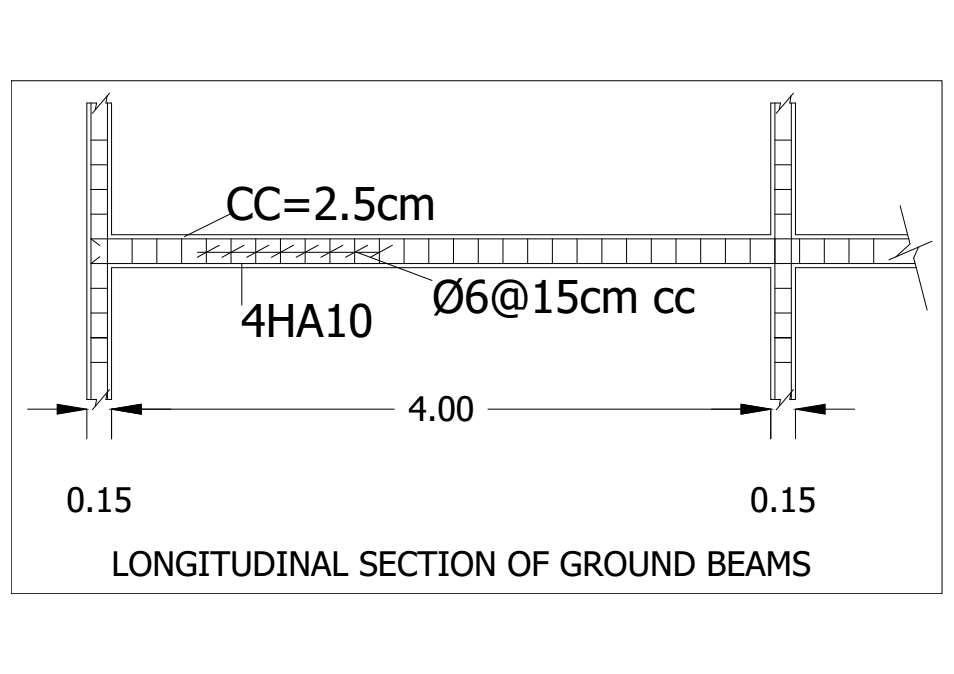 CC=2.5cm
Ø6@15cm cc
4HA10
4.00
0.15
0.15
LONGITUDINAL SECTION OF GROUND BEAMS